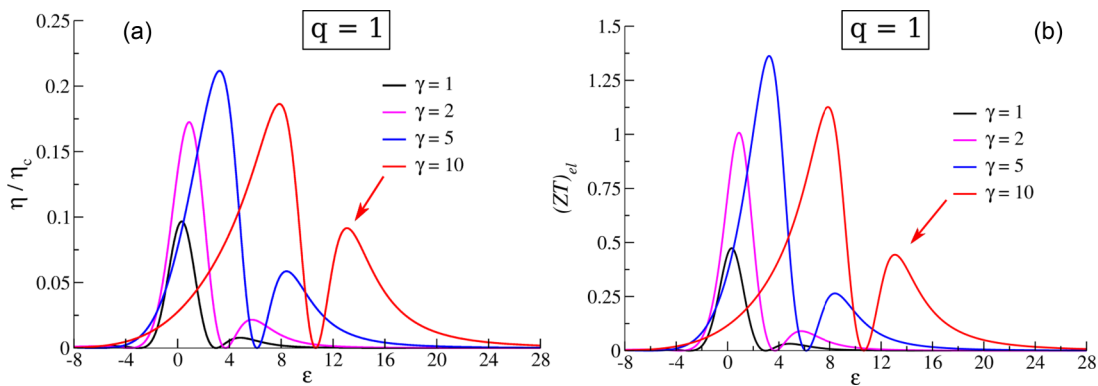 (a)
q = 1
0.25
0.2
0.15
0.1
0.05
0
η / ηc
γ = 1
γ = 2
γ = 5
γ = 10
-8 -4 0 4 8 12 16 20 24 28
ε
(b)
q = 1
1.5
1.25
1
0.75
0.5
0.25
0
(ZT)el
γ = 1
γ = 2
γ = 5
γ = 10
-8 -4 0 4 8 12 16 20 24 28
ε